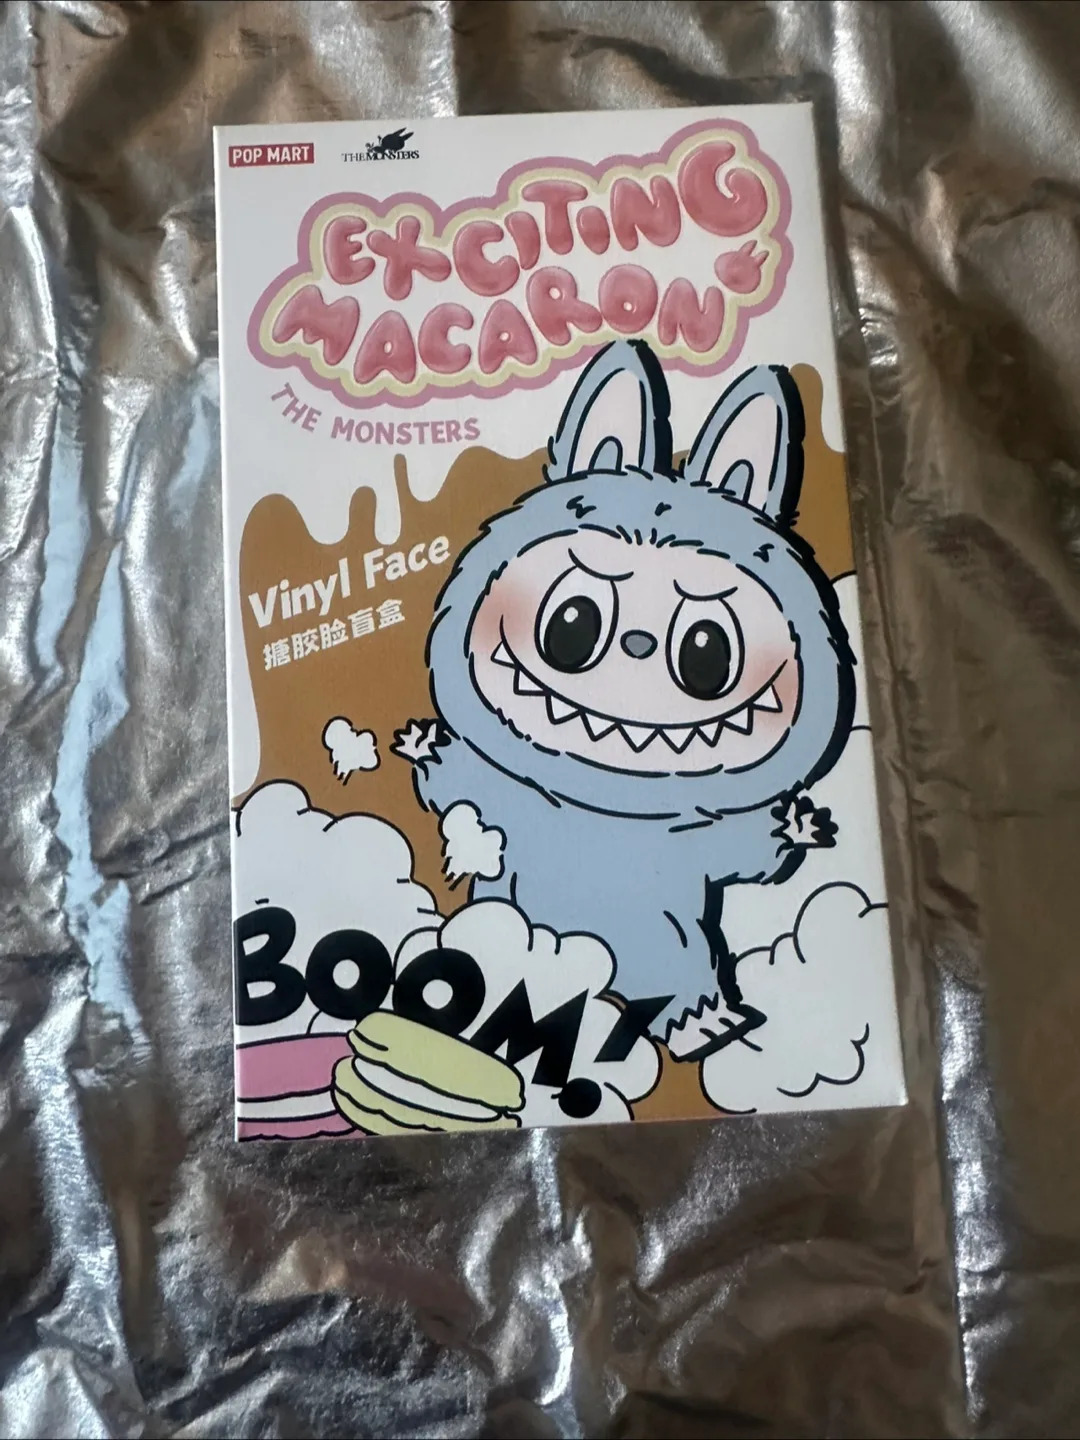 POP MART
THE MONSTERS
EXCITING
MACARON
THE MONSTERS
Vinyl Face
搪胶脸盲盒
BOOM!